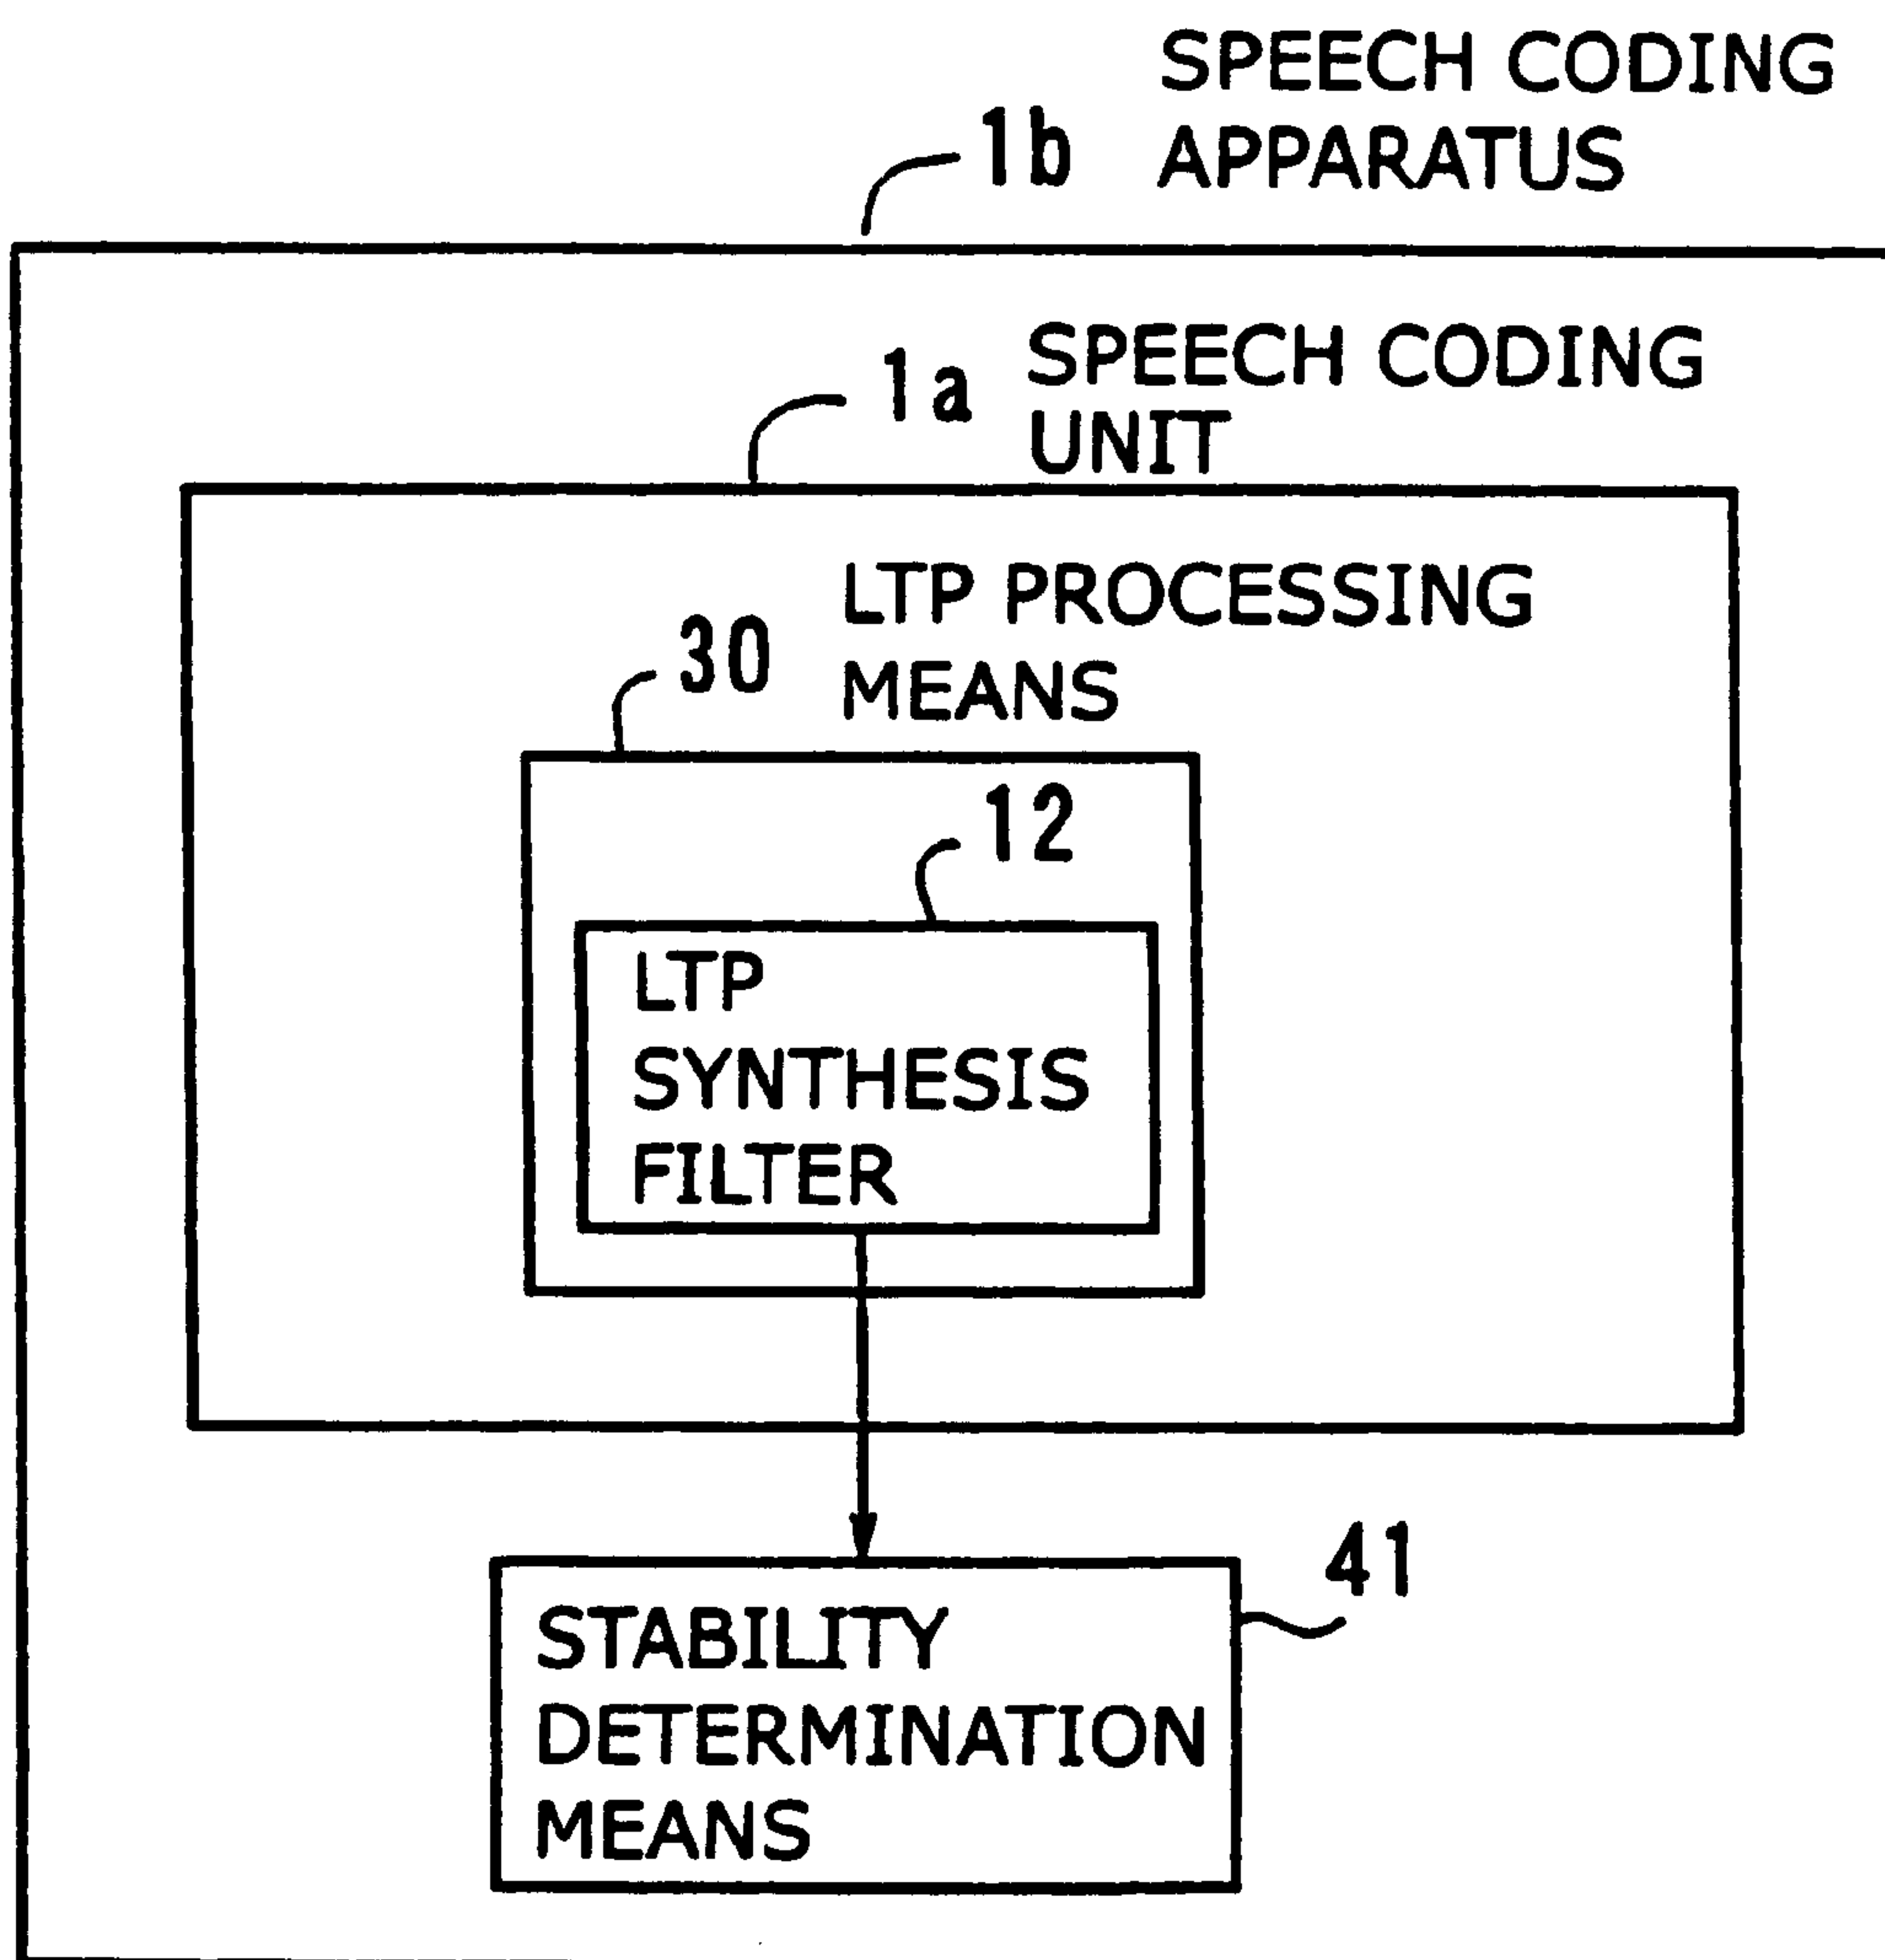 SPEECH CODING
1b APPARATUS
1a SPEECH CODING
UNIT
LTP PROCESSING
30 MEANS
12
LTP
SYNTHESIS
FILTER
41
STABILITY
DETERMINATION
MEANS